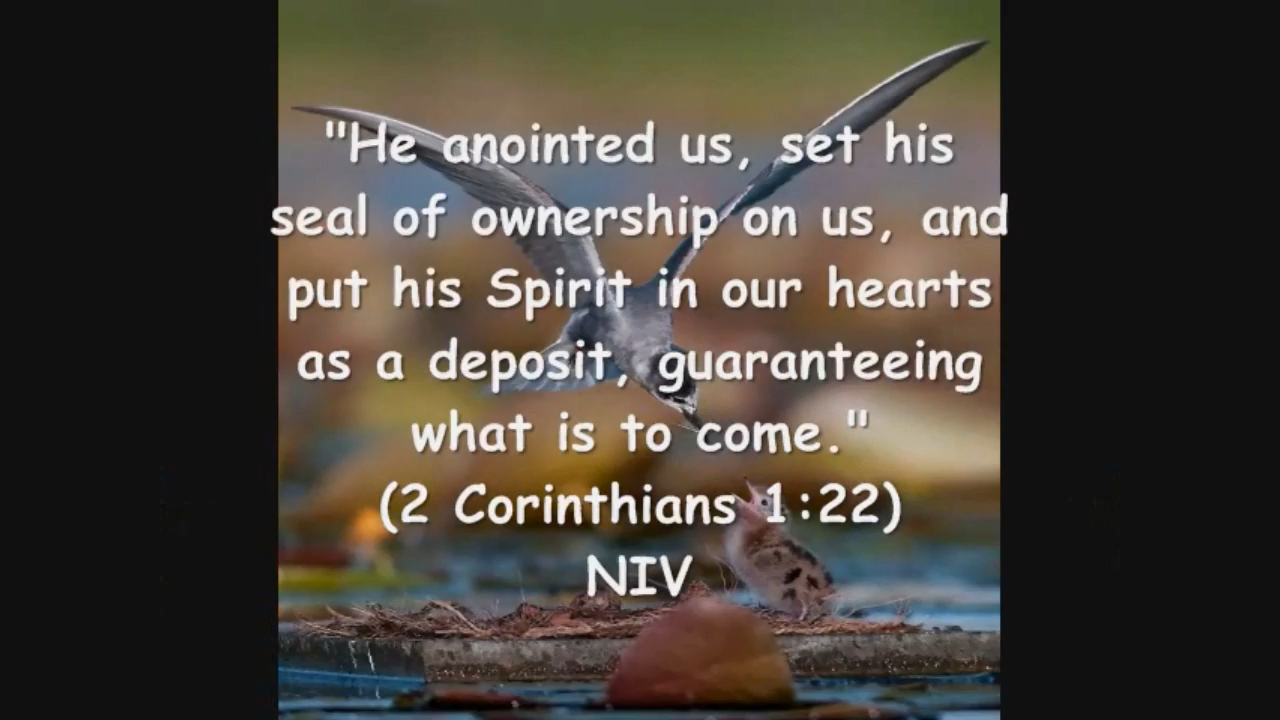 "He anointed us, set his
seal of ownership on us, and
put his Spirit in our hearts
as a deposit, guaranteeing
what is to come."
(2 Corinthians 1:22)
NIV